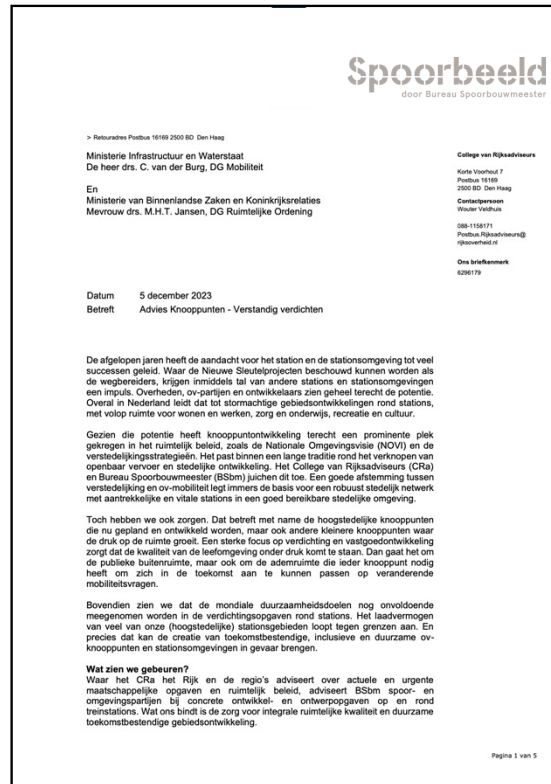 Spoorbeeld
door Bureau Spoorbouwmeester
> Retouradres Postbus 16169 2500 BD Den Haag
Ministerie Infrastructuur en Waterstaat
De heer drs. C. van der Burg, DG Mobiliteit
En
Ministerie van Binnenlandse Zaken en Koninkrijksrelaties
Mevrouw drs. M.H.T. Jansen, DG Ruimtelijke Ordening
College van Rijksadviseurs
Korte Voorhout 7
Postbus 16169
2500 BD Den Haag
Contactpersoon
Wouter Veldhuis
088-1158171
Postbus.Rijksadviseurs@
rijksoverheid.nl
Ons briefkenmerk
6296179
Datum 5 december 2023
Betreft Advies Knooppunten - Verstandig verdichten
De afgelopen jaren heeft de aandacht voor het station en de stationsomgeving tot veel
successen geleid. Waar de Nieuwe Sleutelprojecten beschouwd kunnen worden als
de wegbereiders, krijgen inmiddels tal van andere stations en stationsomgevingen
een impuls. Overheden, ov-partijen en ontwikkelaars zien geheel terecht de potentie.
Overal in Nederland leidt dat tot stormachtige gebiedsontwikkelingen rond stations,
met volop ruimte voor wonen en werken, zorg en onderwijs, recreatie en cultuur.
Gezien die potentie heeft knooppuntontwikkeling terecht een prominente plek
gekregen in het ruimtelijk beleid, zoals de Nationale Omgevingsvisie (NOVI) en de
verstedelijkingsstrategieën. Het past binnen een lange traditie rond het verknopen van
openbaar vervoer en stedelijke ontwikkeling. Het College van Rijksadviseurs (CRa)
en Bureau Spoorbouwmeester (BSbm) juichen dit toe. Een goede afstemming tussen
verstedelijking en ov-mobiliteit legt immers de basis voor een robuust stedelijk netwerk
met aantrekkelijke en vitale stations in een goed bereikbare stedelijke omgeving.
Toch hebben we ook zorgen. Dat betreft met name de hoogstedelijke knooppunten
die nu gepland en ontwikkeld worden, maar ook andere kleinere knooppunten waar
de druk op de ruimte groeit. Een sterke focus op verdichting en vastgoedontwikkeling
zorgt dat de kwaliteit van de leefomgeving onder druk komt te staan. Dan gaat het om
de publieke buitenruimte, maar ook om de ademruimte die ieder knooppunt nodig
heeft om zich in de toekomst aan te kunnen passen op veranderende
mobiliteitsvragen.
Bovendien zien we dat de mondiale duurzaamheidsdoelen nog onvoldoende
meegenomen worden in de verdichtingsopgaven rond stations. Het laadvermogen
van veel van onze (hoogstedelijke) stationsgebieden loopt tegen grenzen aan. En
precies dat kan de creatie van toekomstbestendige, inclusieve en duurzame ov-
knooppunten en stationsomgevingen in gevaar brengen.
Wat zien we gebeuren?
Waar het CRa het Rijk en de regio's adviseert over actuele en urgente
maatschappelijke opgaven en ruimtelijk beleid, adviseert BSbm spoor- en
omgevingspartijen bij concrete ontwikkel- en ontwerpopgaven op en rond
treinstations. Wat ons bindt is de zorg voor integrale ruimtelijke kwaliteit en duurzame
toekomstbestendige gebiedsontwikkeling.
Pagina 1 van 5